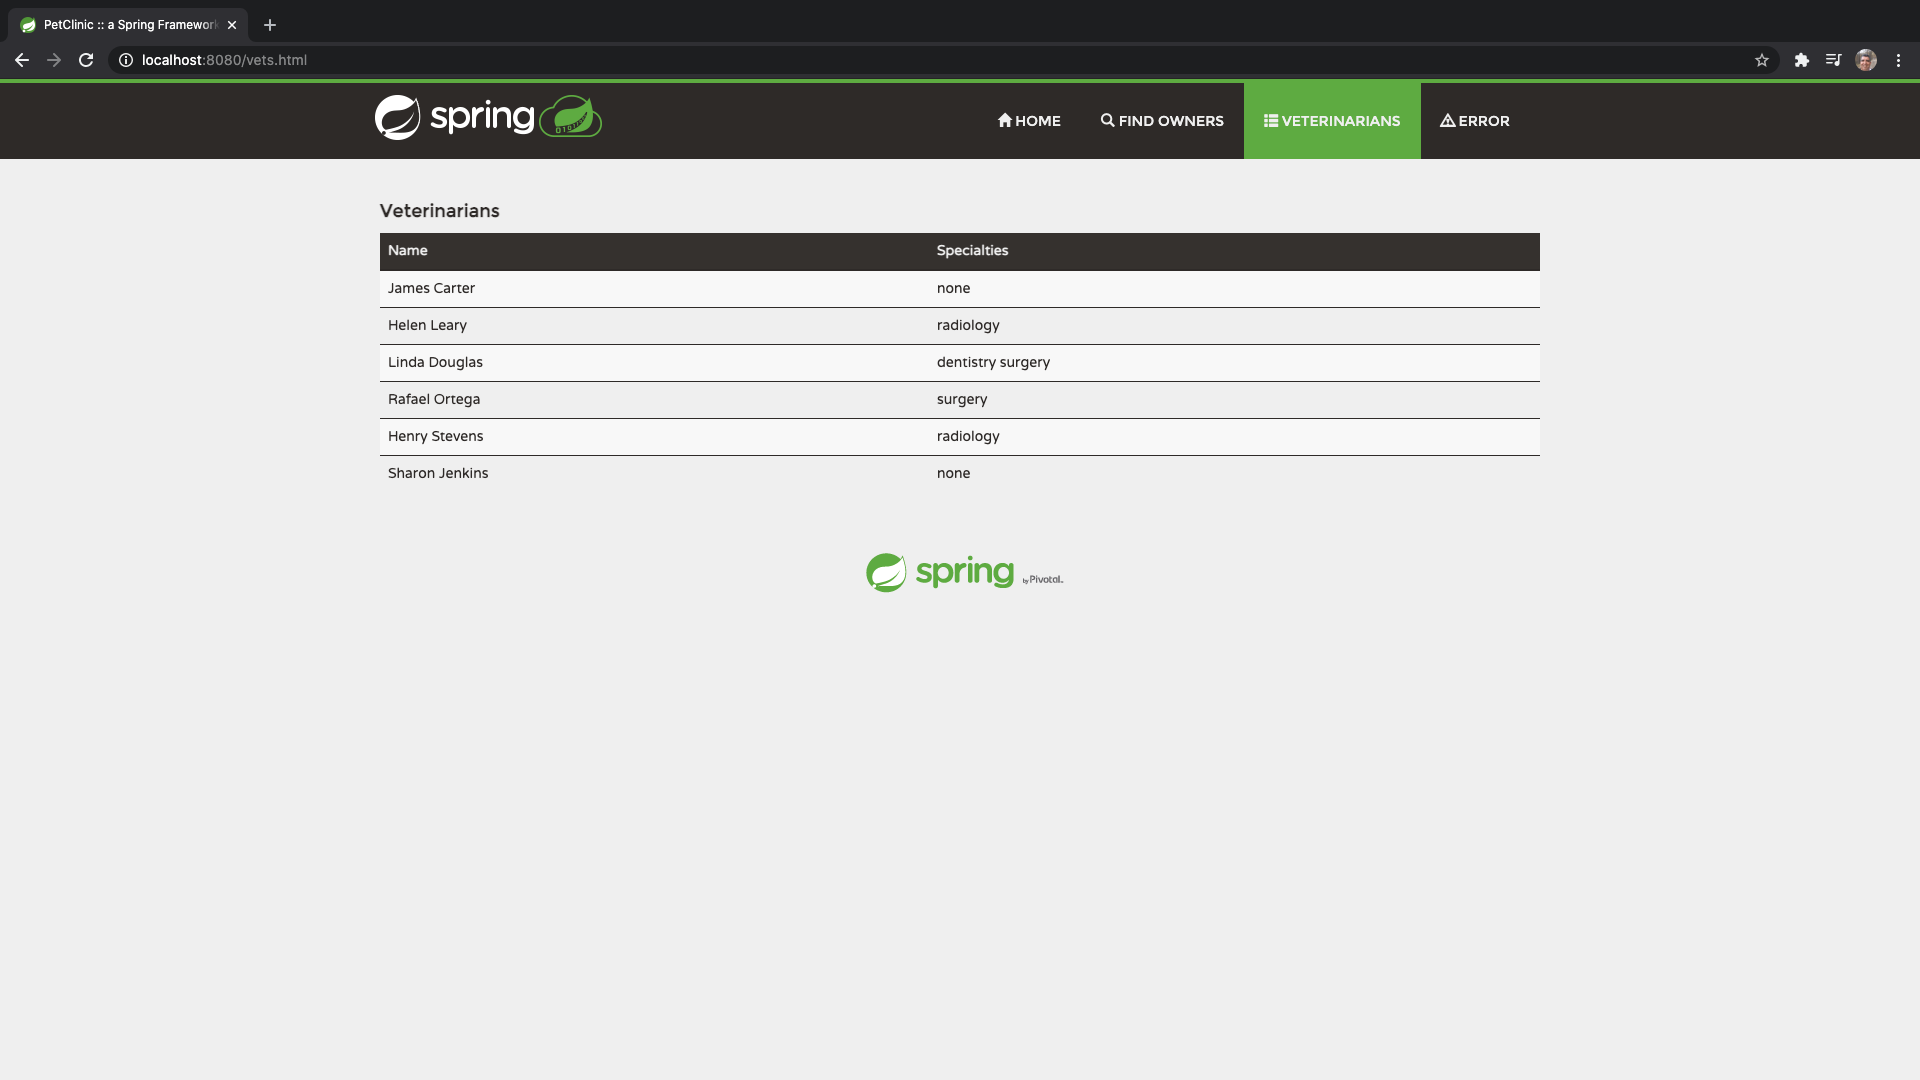 PetClinic :: a Spring Framework
localhost:8080/vets.html
spring
HOME
FIND OWNERS
VETERINARIANS
ERROR
Veterinarians
Name Specialties
James Carter none
Helen Leary radiology
Linda Douglas dentistry surgery
Rafael Ortega surgery
Henry Stevens radiology
Sharon Jenkins none
spring by Pivotal.